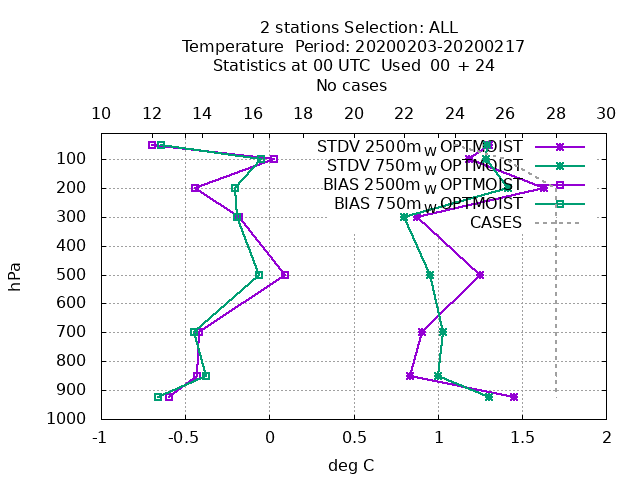 2 stations Selection: ALL
Temperature  Period: 20200203-20200217
Statistics at 00 UTC  Used  00 + 24
No cases
10 12 14 16 18 20 22 24 26 28 30
STDV 2500m_W OPTMOIST
STDV 750m_W OPTMOIST
BIAS 2500m_W OPTMOIST
BIAS 750m_W OPTMOIST
CASES
100
200
300
400
500
600
700
800
900
1000
hPa
-1 -0.5 0 0.5 1 1.5 2
deg C